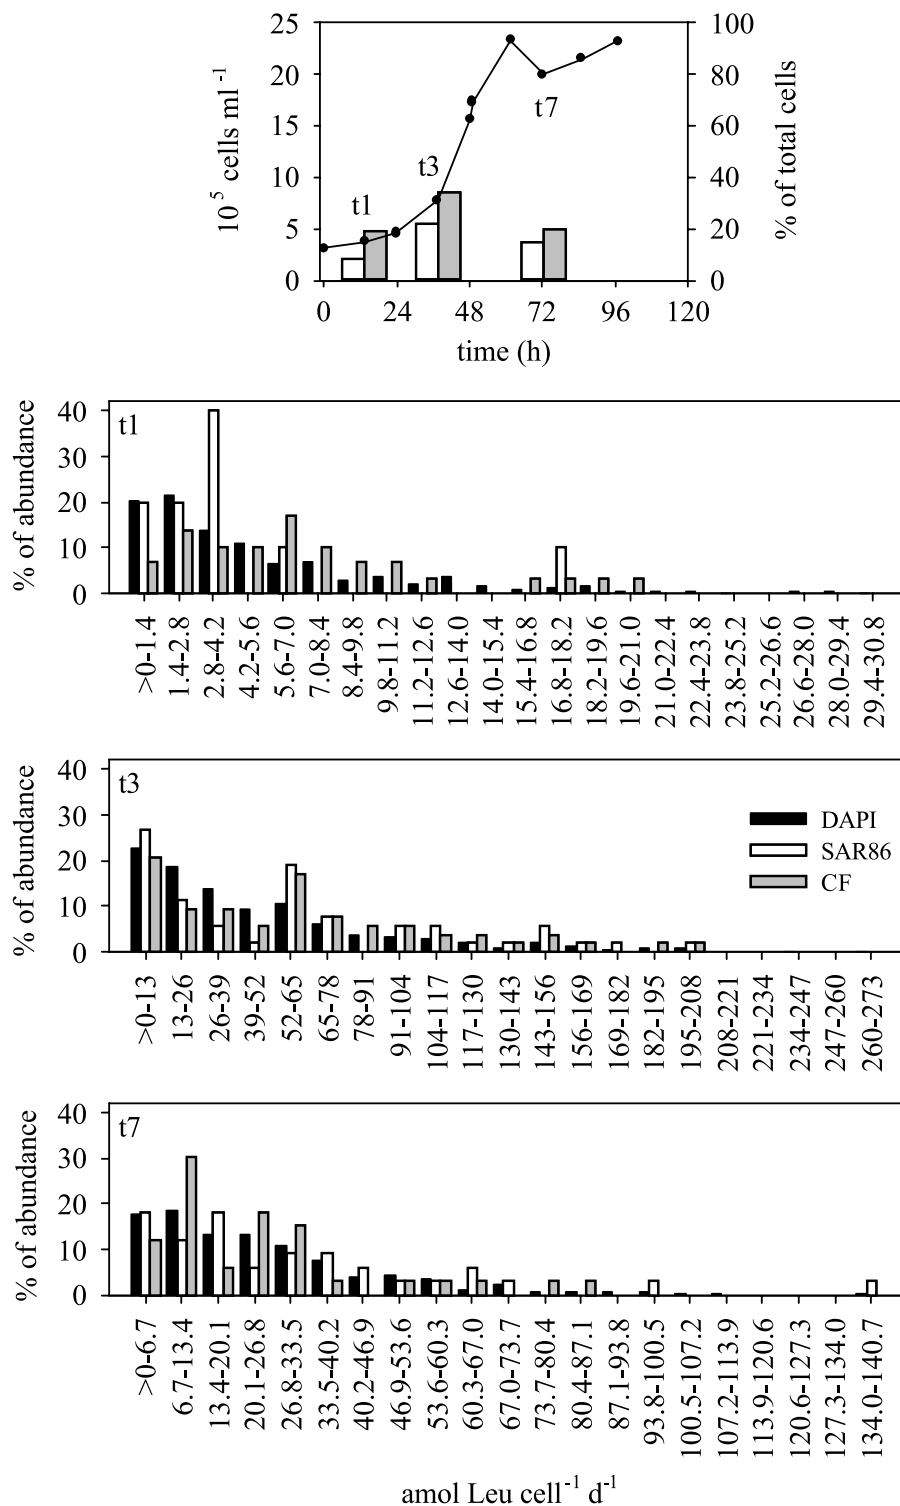 25 100
20 80
15 60
10 40
5 20
0 0
10 5 cells ml -1
% of total cells
t1 t3 t7
0 24 48 72 96 120
time (h)
t1
40
30
20
10
0
% of abundance
>0-1.4 1.4-2.8 2.8-4.2 4.2-5.6 5.6-7.0 7.0-8.4 8.4-9.8 9.8-11.2 11.2-12.6 12.6-14.0 14.0-15.4 15.4-16.8 16.8-18.2 18.2-19.6 19.6-21.0 21.0-22.4 22.4-23.8 23.8-25.2 25.2-26.6 26.6-28.0 28.0-29.4 29.4-30.8
t3
40
30
20
10
0
% of abundance
DAPI
SAR86
CF
>0-13 13-26 26-39 39-52 52-65 65-78 78-91 91-104 104-117 117-130 130-143 143-156 156-169 169-182 182-195 195-208 208-221 221-234 234-247 247-260 260-273
t7
40
30
20
10
0
% of abundance
>0-6.7 6.7-13.4 13.4-20.1 20.1-26.8 26.8-33.5 33.5-40.2 40.2-46.9 46.9-53.6 53.6-60.3 60.3-67.0 67.0-73.7 73.7-80.4 80.4-87.1 87.1-93.8 93.8-100.5 100.5-107.2 107.2-113.9 113.9-120.6 120.6-127.3 127.3-134.0 134.0-140.7
amol Leu cell-1 d-1